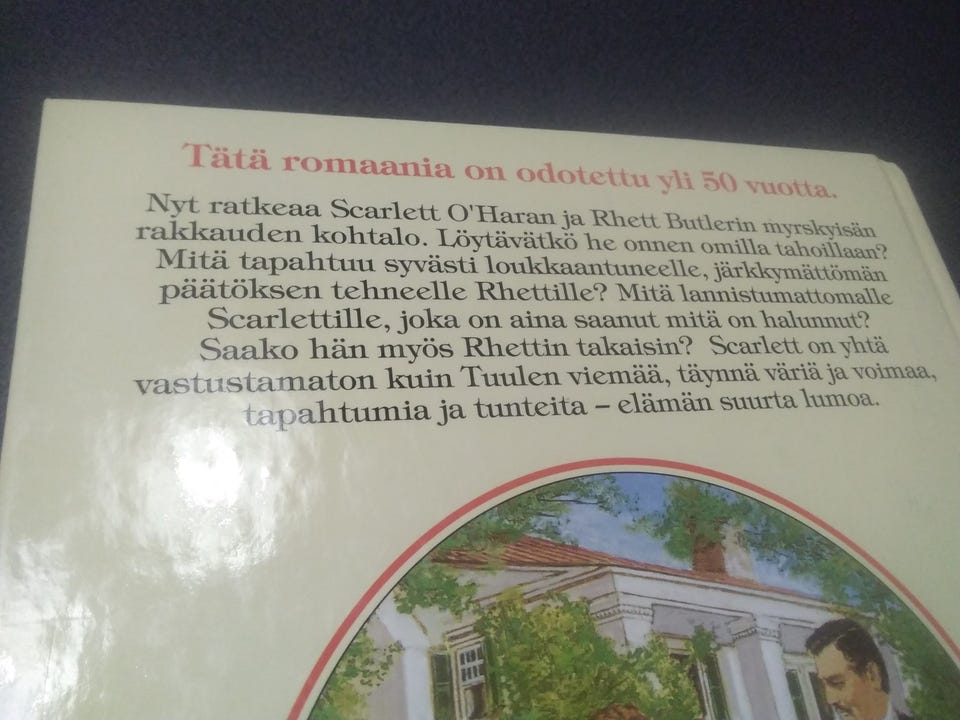 Tätä romaania on odotettu yli 50 vuotta.
Nyt ratkeaa Scarlett O'Haran ja Rhett Butlerin myrskyisän
rakkauden kohtalo. Löytävätkö he onnen omilla tahoillaan?
Mitä tapahtuu syvästi loukkaantuneelle, järkkymättömän
päätöksen tehneelle Rhettille? Mitä lannistumattomalle
Scarlettille, joka on aina saanut mitä on halunnut?
Saako hän myös Rhettin takaisin? Scarlett on yhtä
vastustamaton kuin Tuulen viemää, täynnä väriä ja voimaa,
tapahtumia ja tunteita – elämän suurta lumoa.